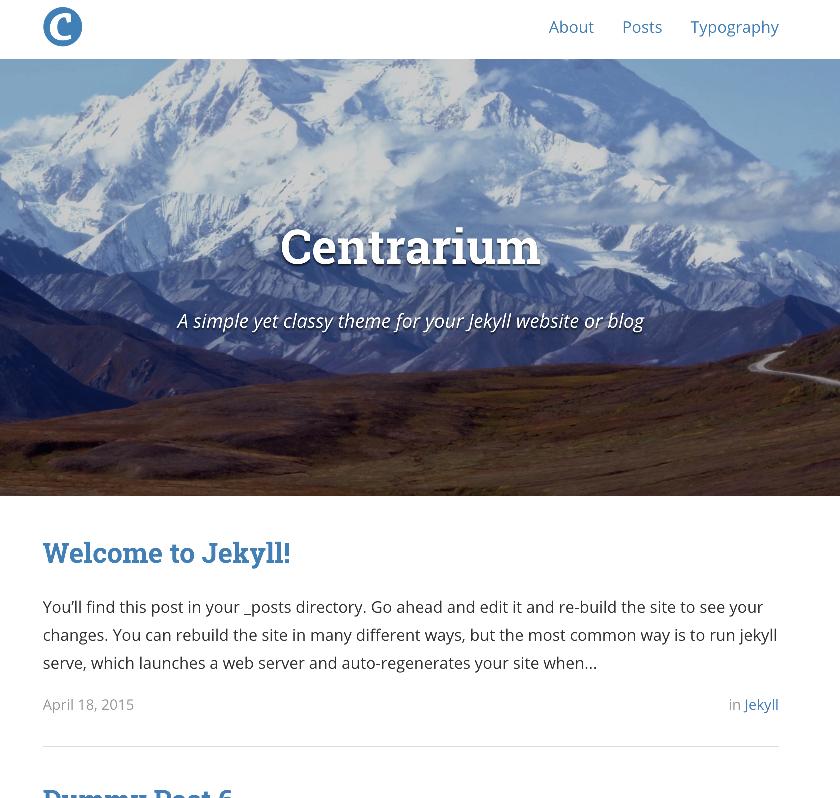 C
About Posts Typography
Centrarium
A simple yet classy theme for your Jekyll website or blog
Welcome to Jekyll!
You’ll find this post in your _posts directory. Go ahead and edit it and re-build the site to see your
changes. You can rebuild the site in many different ways, but the most common way is to run jekyll
serve, which launches a web server and auto-regenerates your site when...
April 18, 2015 in Jekyll
Dummy Post 6